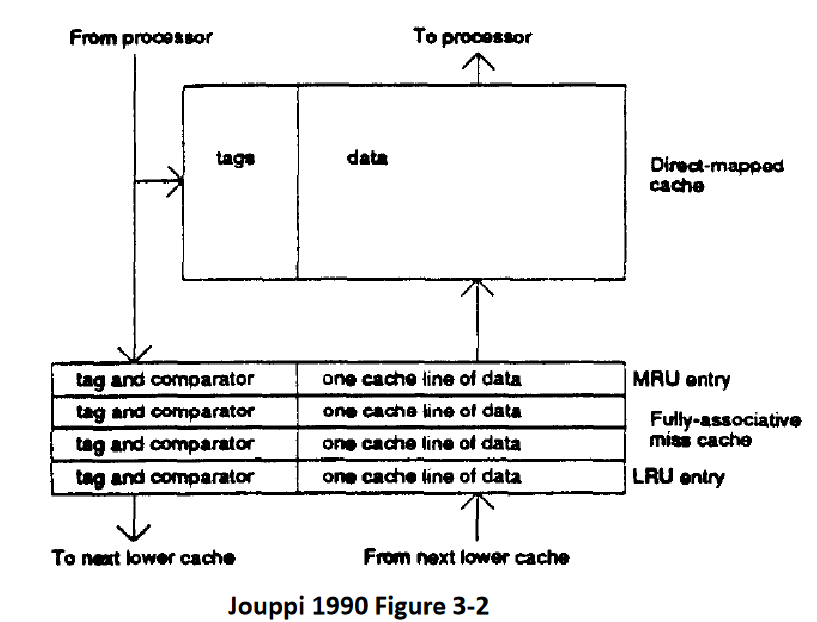 From processor
To processor
tags
data
Direct-mapped
cache
tag and comparator
one cache line of data
MRU entry
tag and comparator
one cache line of data
Fully-associative
miss cache
tag and comparator
one cache line of data
tag and comparator
one cache line of data
LRU entry
To next lower cache
From next lower cache
Jouppi 1990 Figure 3-2